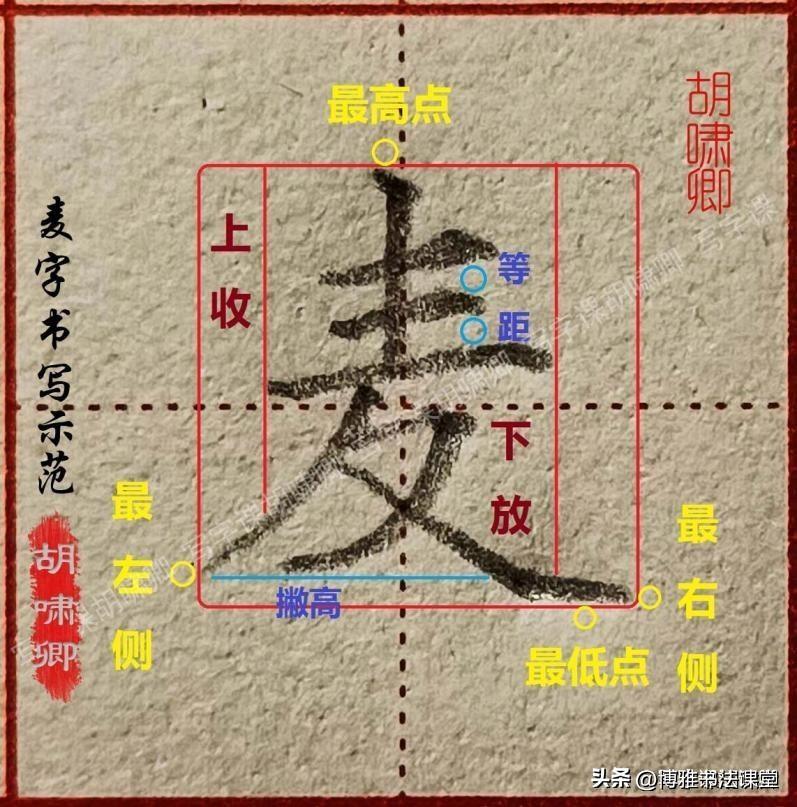 最高点
胡啸卿
麦字书写示范
胡啸卿
上收
等距
麦
下放
最左侧
撇高
最右侧
最低点
头条 @博雅书法课堂